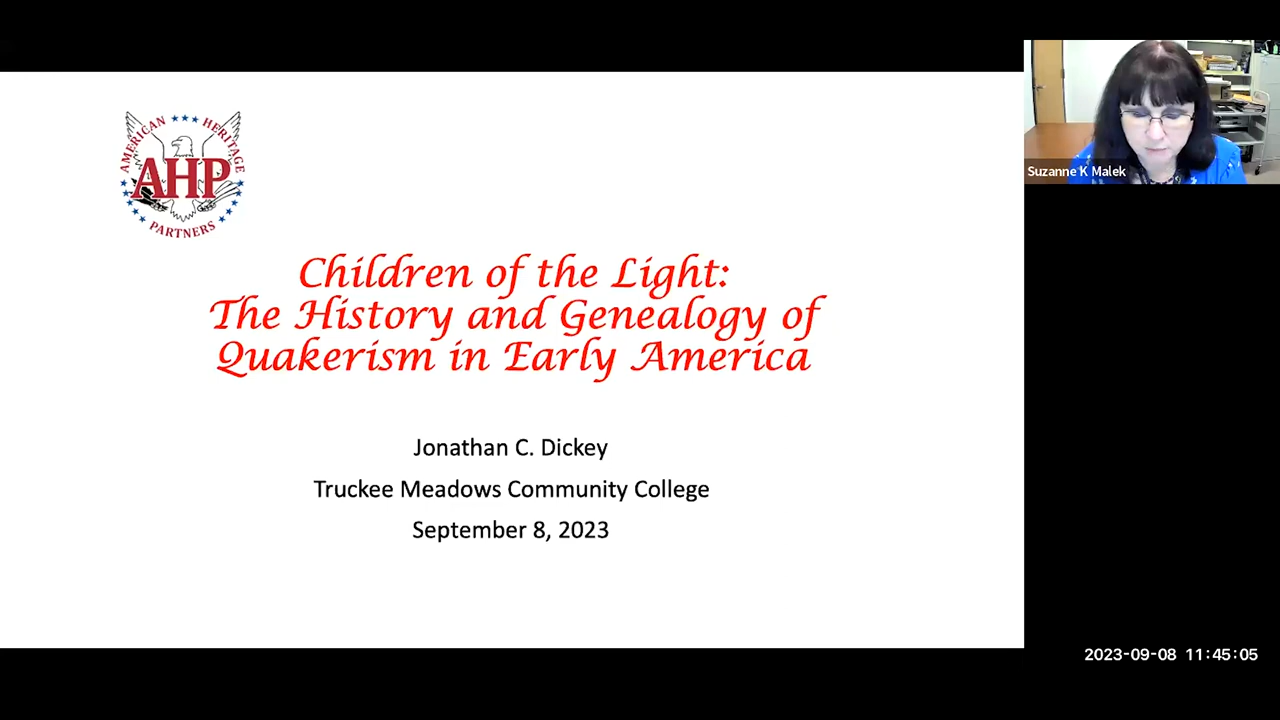 AMERICAN HERITAGE
AHP
PARTNERS
Children of the Light:
The History and Genealogy of
Quakerism in Early America
Jonathan C. Dickey
Truckee Meadows Community College
September 8, 2023
Suzanne K Malek
2023-09-08 11:45:05